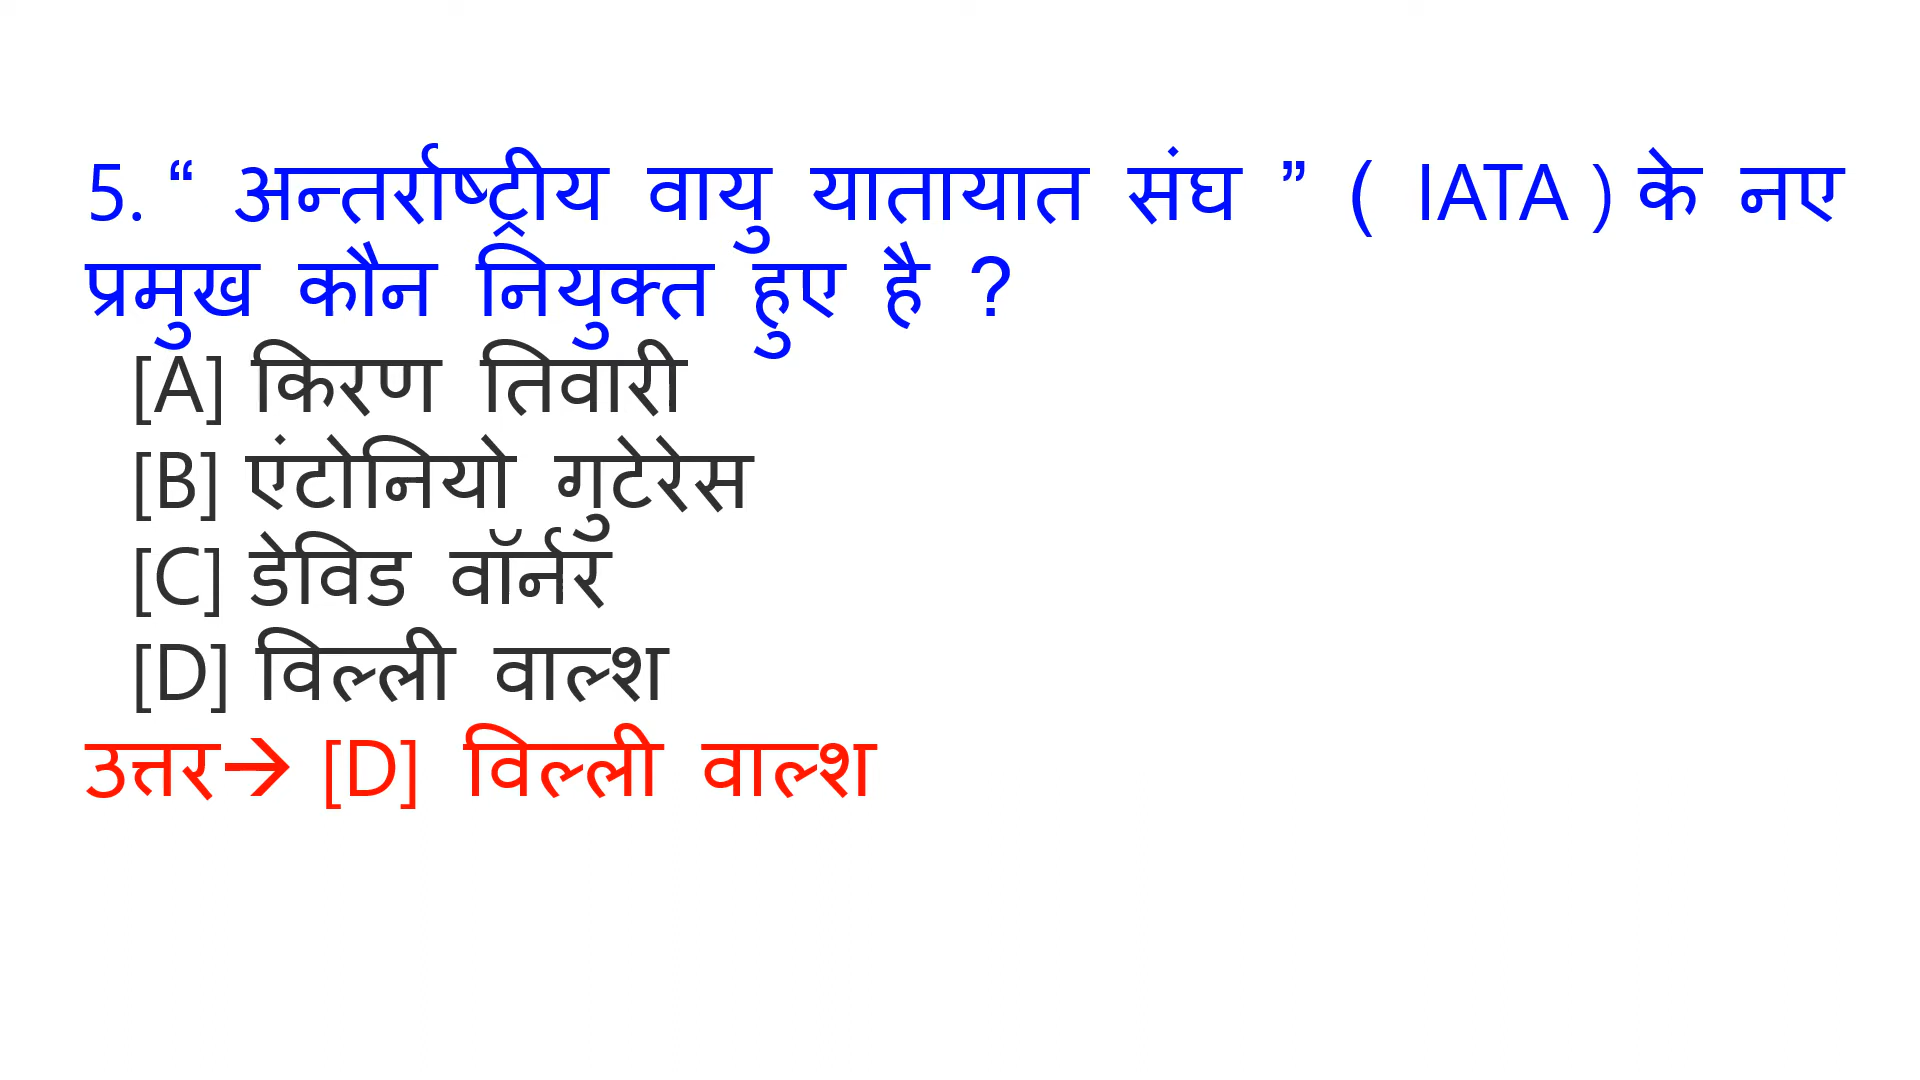 5. “ अन्तर्राष्ट्रीय वायु यातायात संघ ” ( IATA ) के नए
प्रमुख कौन नियुक्त हुए है ?
[A] किरण तिवारी
[B] एंटोनियो गुटेरेस
[C] डेविड वॉर्नर
[D] विल्ली वाल्श
उत्तर→ [D] विल्ली वाल्श